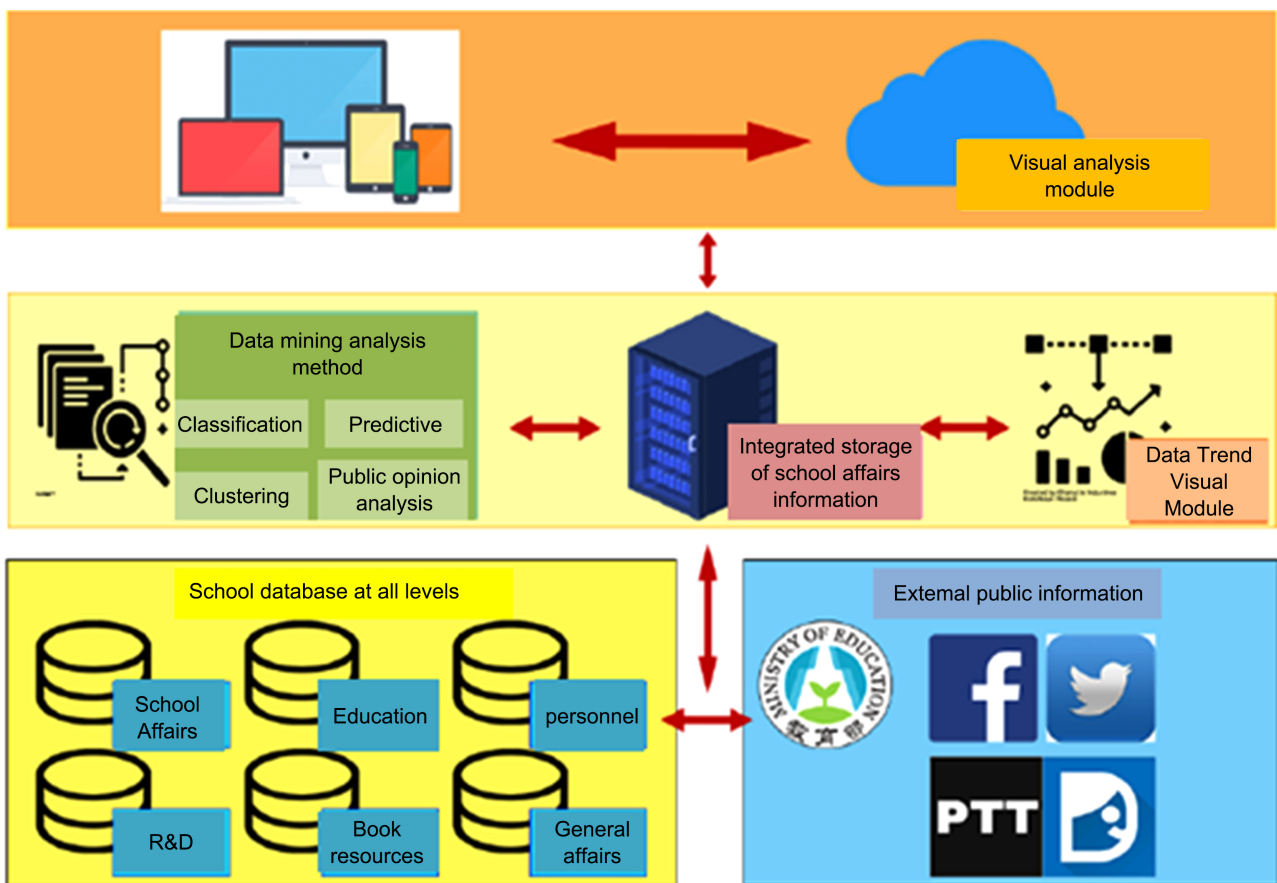 Visual analysis
module
Data mining analysis
method
Classification
Predictive
Clustering
Public opinion
analysis
Integrated storage
of school affairs
information
Data Trend
Visual
Module
School database at all levels
School
Affairs
Education
personnel
R&D
Book
resources
General
affairs
External public information
MINISTRY OF EDUCATION
教育部
f
PTT